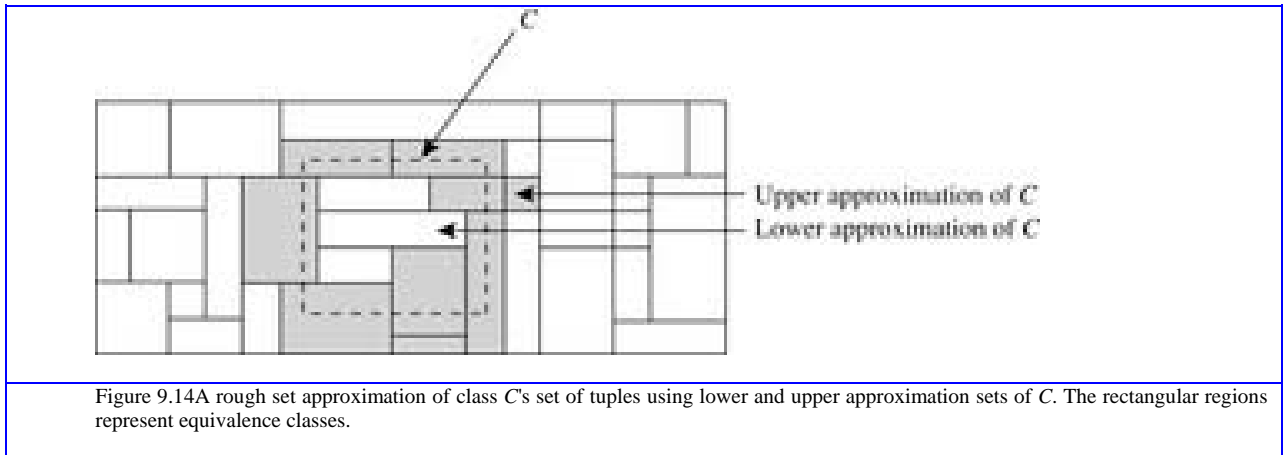 C
Upper approximation of C
Lower approximation of C
Figure 9.14A rough set approximation of class C's set of tuples using lower and upper approximation sets of C. The rectangular regions
represent equivalence classes.